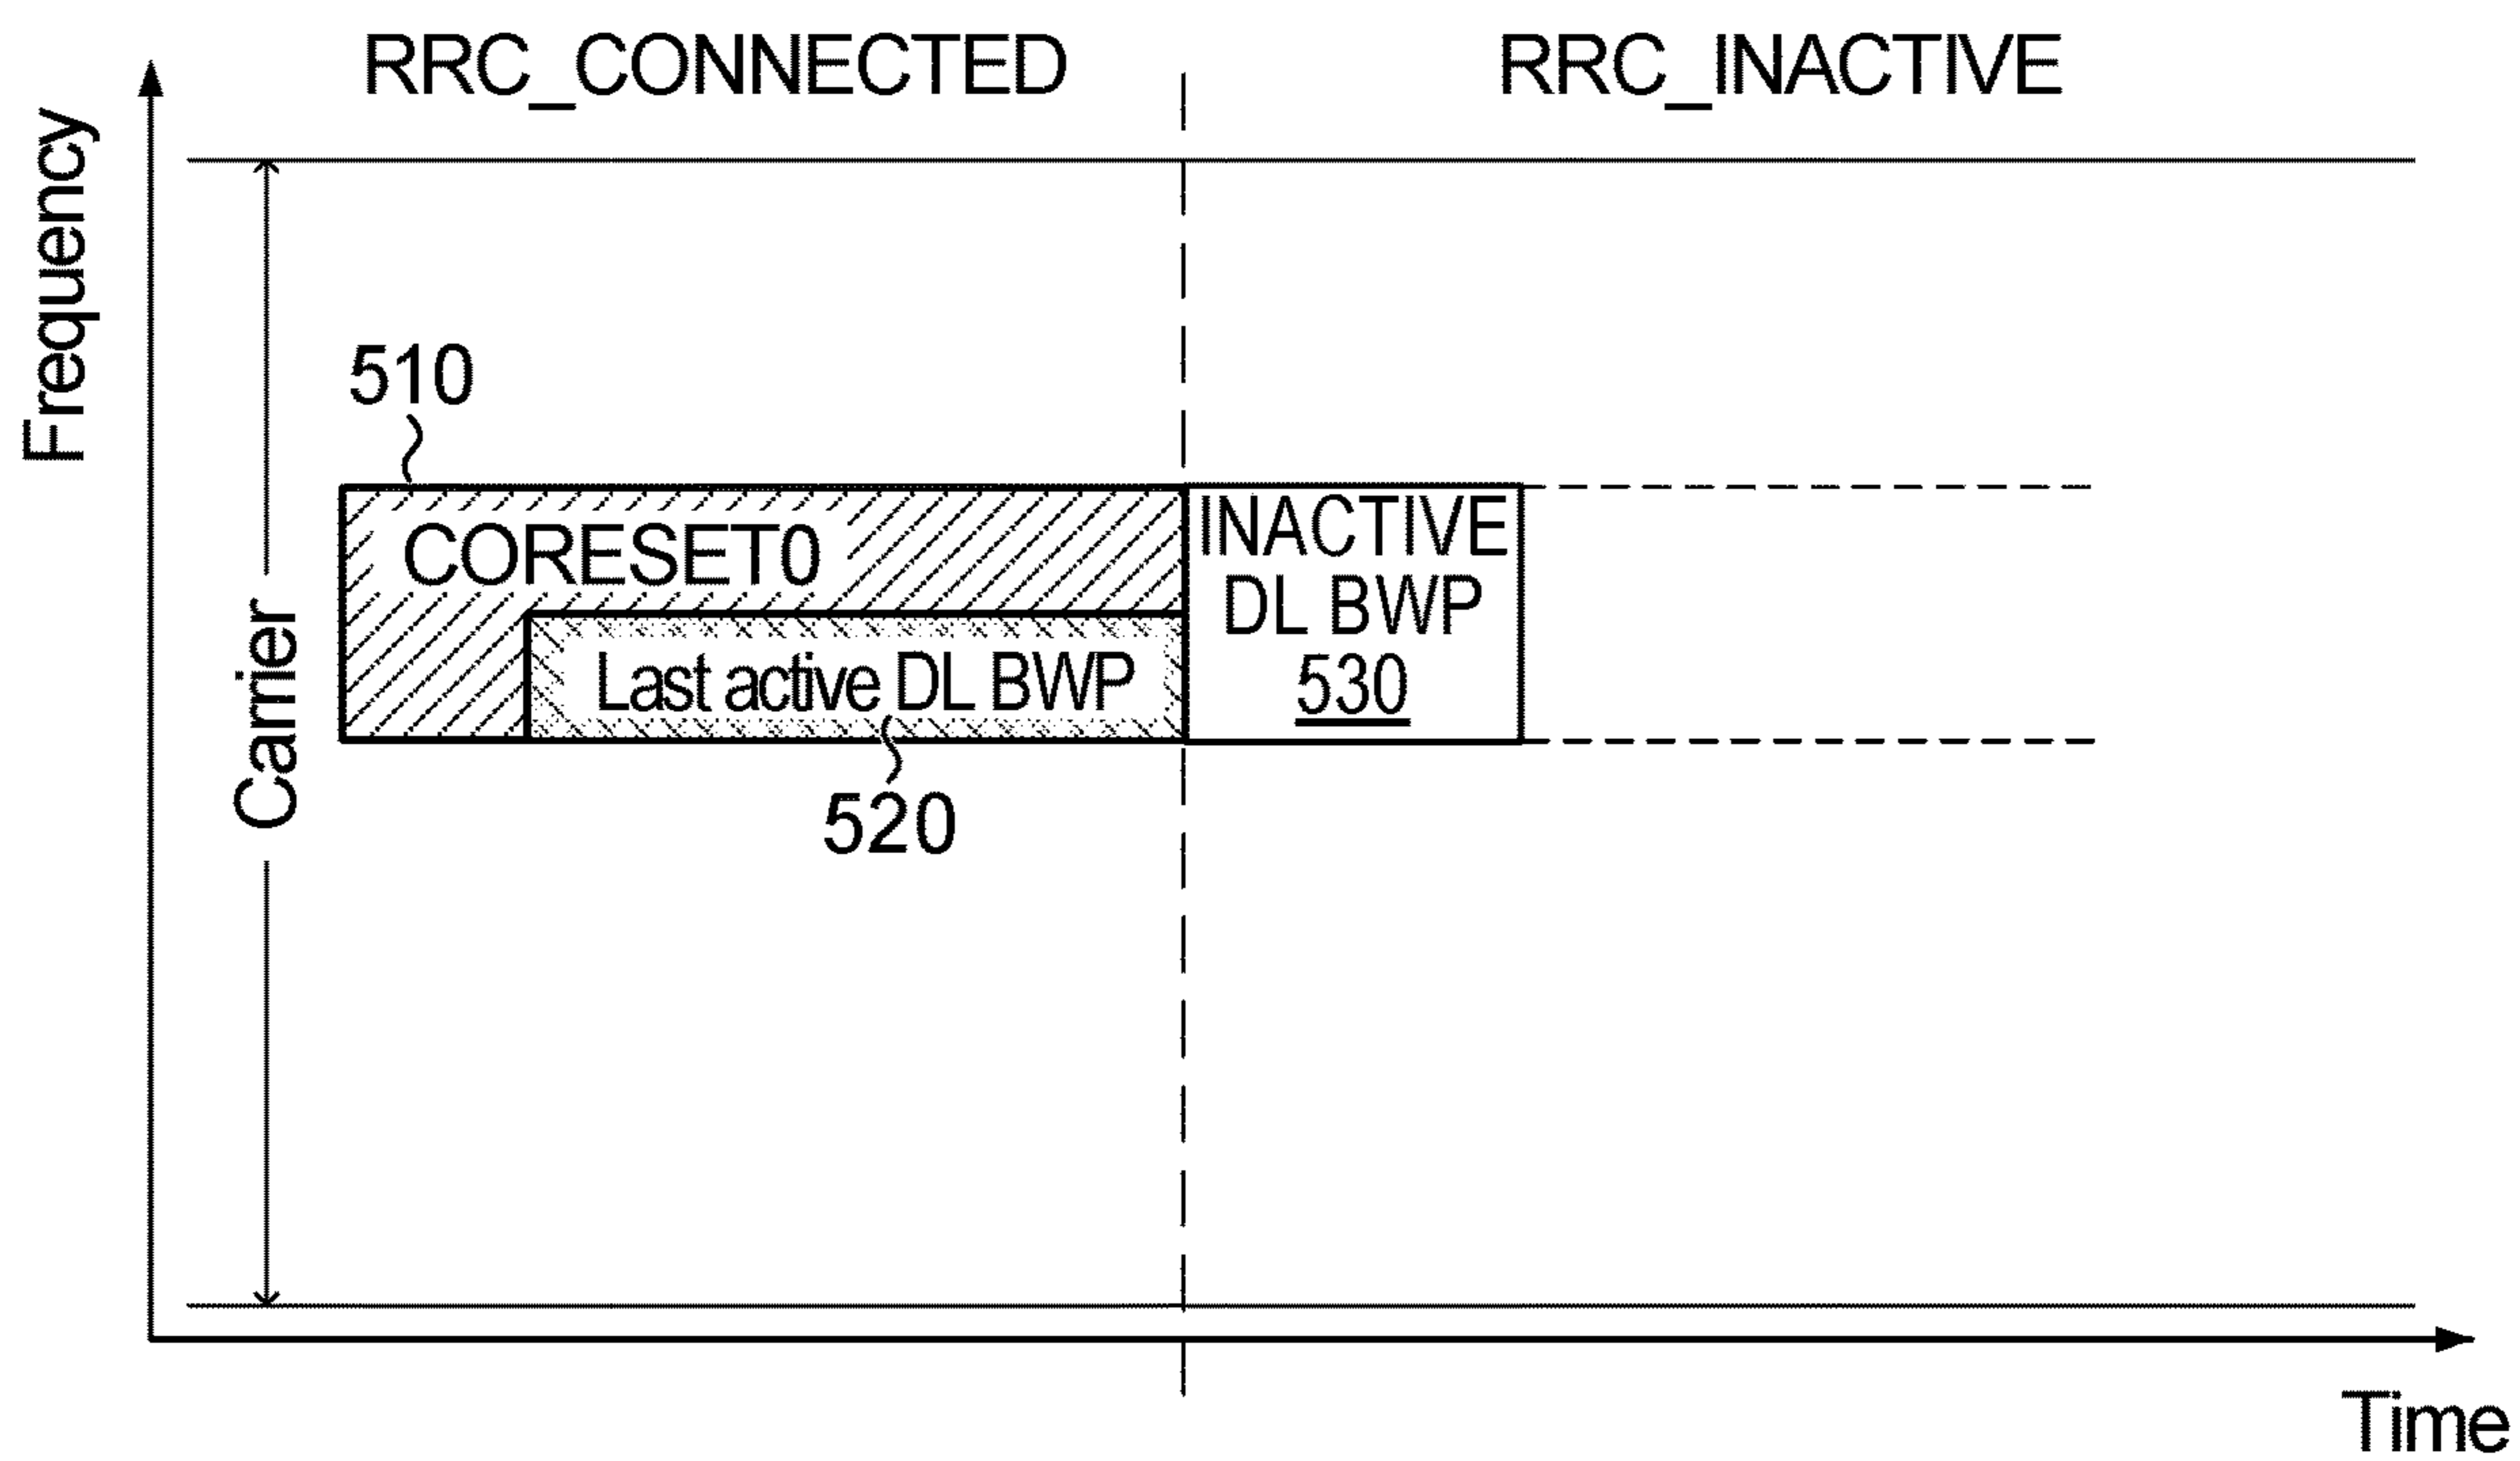 RRC_CONNECTED
RRC_INACTIVE
Frequency
510
CORESET0
INACTIVE
DL BWP
530
Last active DL BWP
520
Carrier
Time